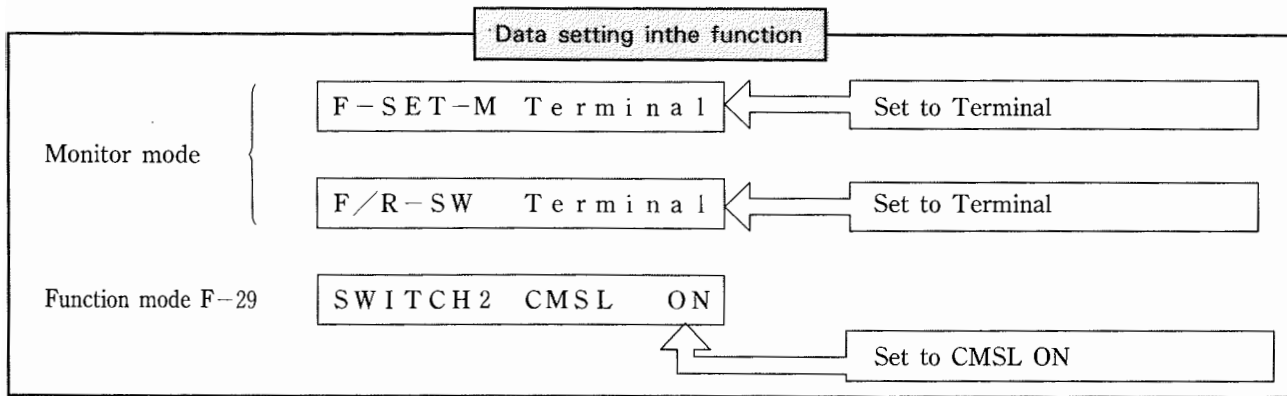 Data setting inthe function
Monitor mode
F-SET-M Terminal
Set to Terminal
F/R-SW Terminal
Set to Terminal
Function mode F-29
SWITCH2 CMSL ON
Set to CMSL ON